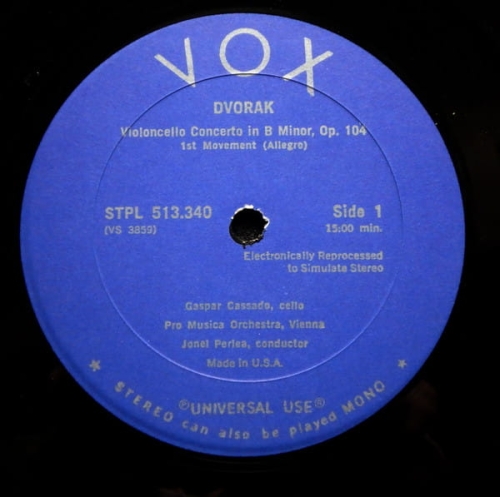 VOX
DVORAK
Violoncello Concerto in B Minor, Op. 104
1st Movement (Allegro)
STPL 513.340 Side 1
(VS 3859) 15:00 min.
Electronically Reprocessed
to Simulate Stereo
Gaspar Cassado, cello
Pro Musica Orchestra, Vienna
Jonel Perlea, conductor
Made in U.S.A.
℗UNIVERSAL USE®
* STEREO can also be played MONO *